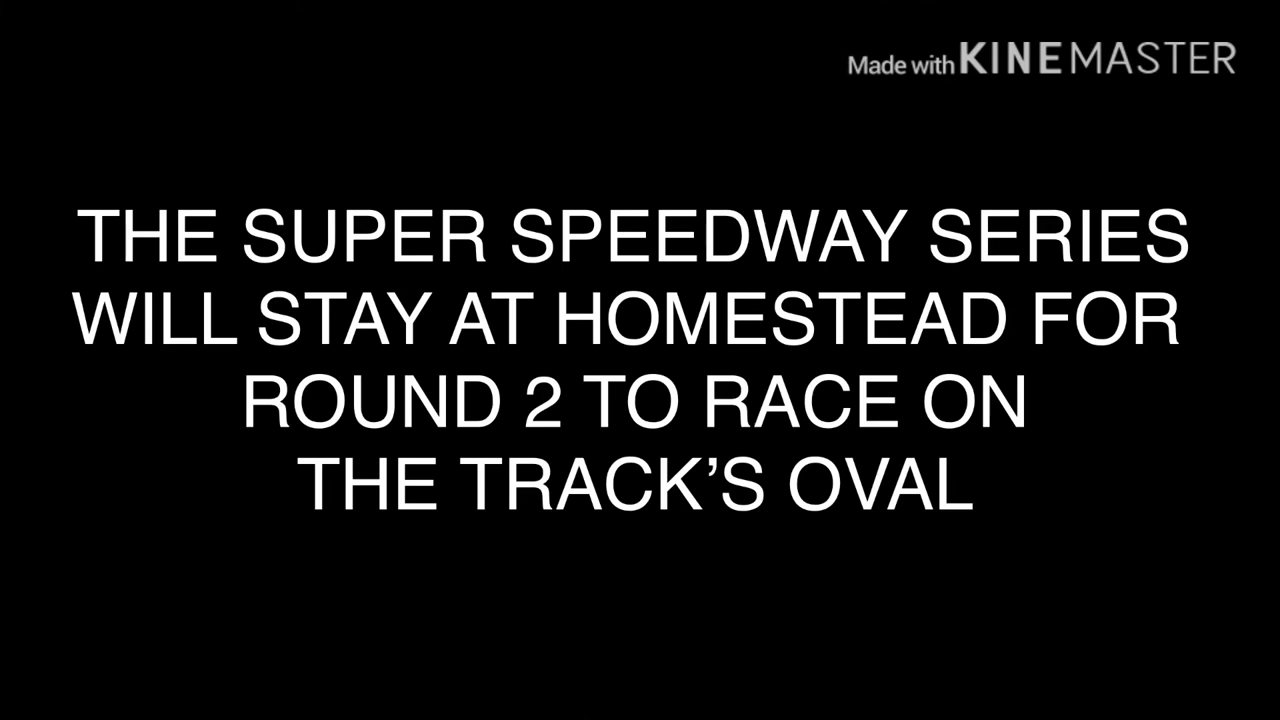 Made with KINEMASTER
THE SUPER SPEEDWAY SERIES
WILL STAY AT HOMESTEAD FOR
ROUND 2 TO RACE ON
THE TRACK’S OVAL